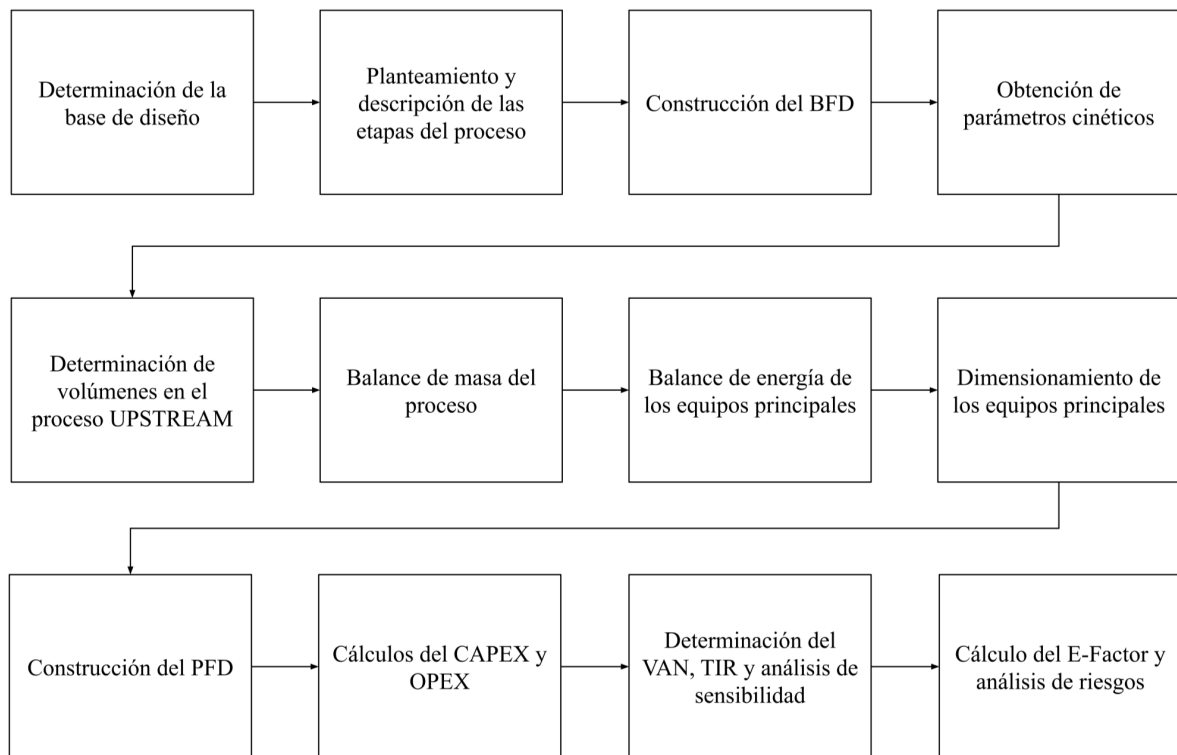 Determinación de la
base de diseño
Planteamiento y
descripción de las
etapas del proceso
Construcción del BFD
Obtención de
parámetros cinéticos
Determinación de
volúmenes en el
proceso UPSTREAM
Balance de masa del
proceso
Balance de energía de
los equipos principales
Dimensionamiento de
los equipos principales
Construcción del PFD
Cálculos del CAPEX y
OPEX
Determinación del
VAN, TIR y análisis de
sensibilidad
Cálculo del E-Factor y
análisis de riesgos